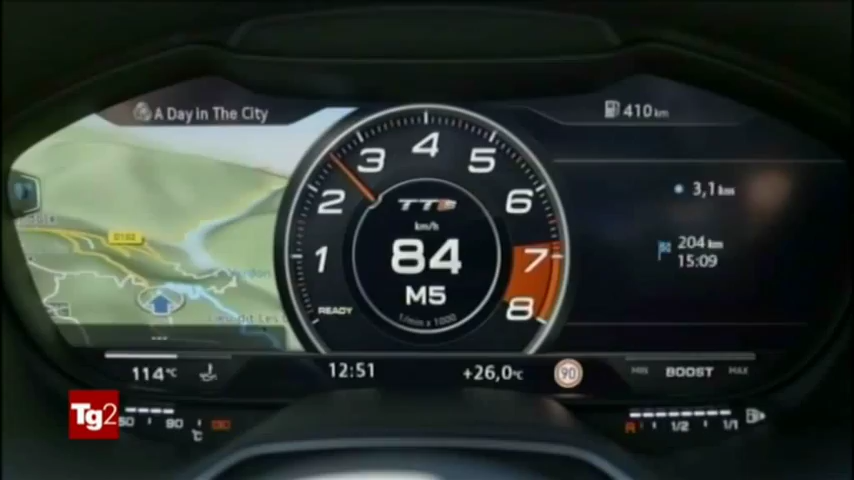 A Day in The City
410 km
1 2 3 4 5 6 7 8
TTS
km/h
84
M5
READY
1/min x 1000
3,1 km
204 km
15:09
D102
114 °C
12:51
+26,0 °C
90
MIN BOOST MAX
Tg2
50 90
°C
R 1/2 1/1